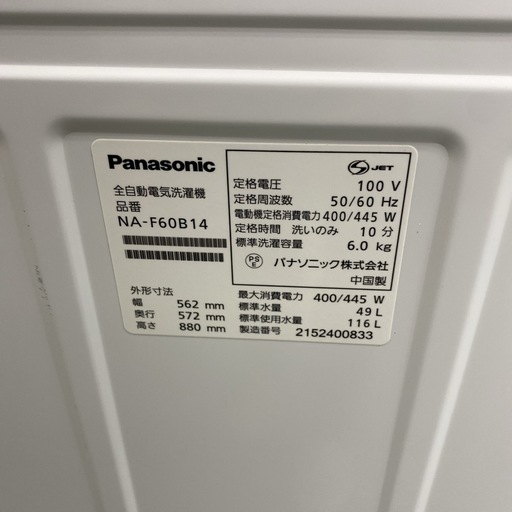 Panasonic
全自動電気洗濯機
品番
NA-F60B14
外形寸法
幅 562 mm
奥行 572 mm
高さ 880 mm
JET
定格電圧 100 V
定格周波数 50/60 Hz
電動機定格消費電力 400/445 W
定格時間 洗いのみ 10 分
標準洗濯容量 6.0 kg
PS
E
パナソニック株式会社
中国製
最大消費電力 400/445 W
標準水量 49 L
標準使用水量 116 L
製造番号 2152400833